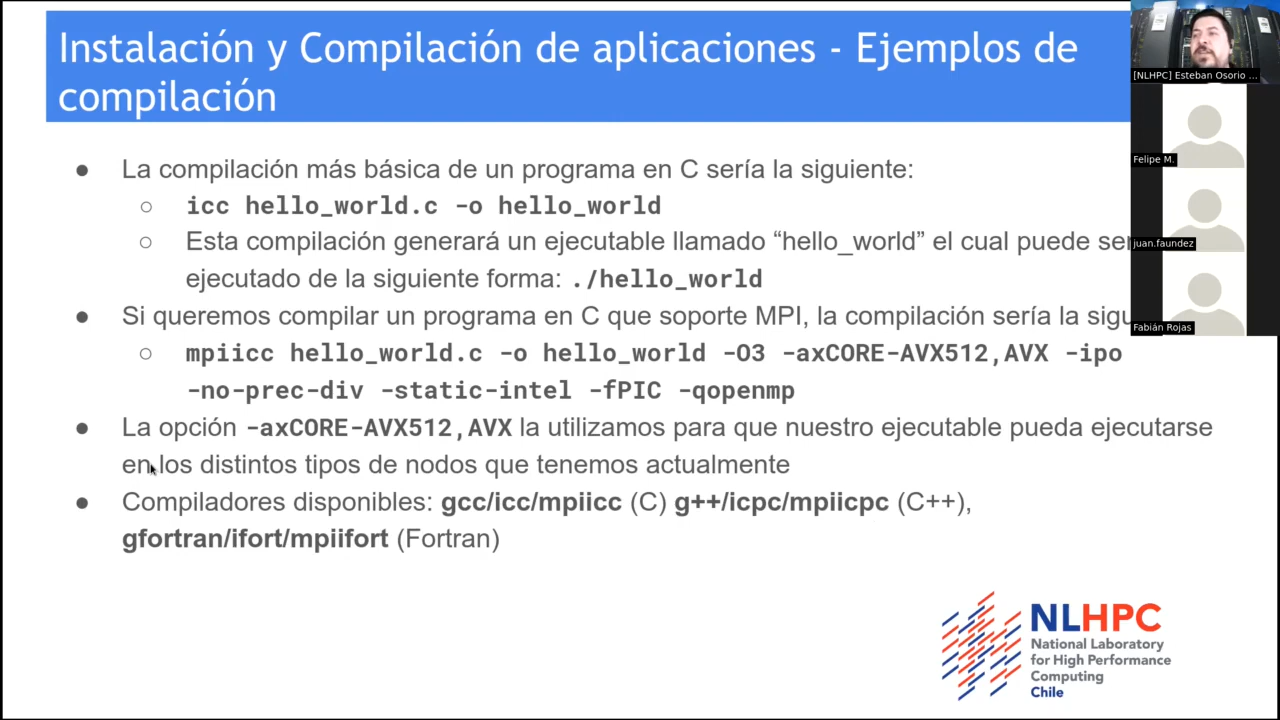 Instalación y Compilación de aplicaciones - Ejemplos de
compilación
● La compilación más básica de un programa en C sería la siguiente:
○ icc hello_world.c -o hello_world
○ Esta compilación generará un ejecutable llamado “hello_world” el cual puede ser
ejecutado de la siguiente forma: ./hello_world
● Si queremos compilar un programa en C que soporte MPI, la compilación sería la sigu
○ mpiicc hello_world.c -o hello_world -O3 -axCORE-AVX512,AVX -ipo
-no-prec-div -static-intel -fPIC -qopenmp
● La opción -axCORE-AVX512,AVX la utilizamos para que nuestro ejecutable pueda ejecutarse
en los distintos tipos de nodos que tenemos actualmente
● Compiladores disponibles: gcc/icc/mpiicc (C) g++/icpc/mpiicpc (C++),
gfortran/ifort/mpiifort (Fortran)
[NLHPC] Esteban Osorio ...
Felipe M.
juan.faundez
Fabián Rojas
NLHPC
National Laboratory
for High Performance
Computing
Chile